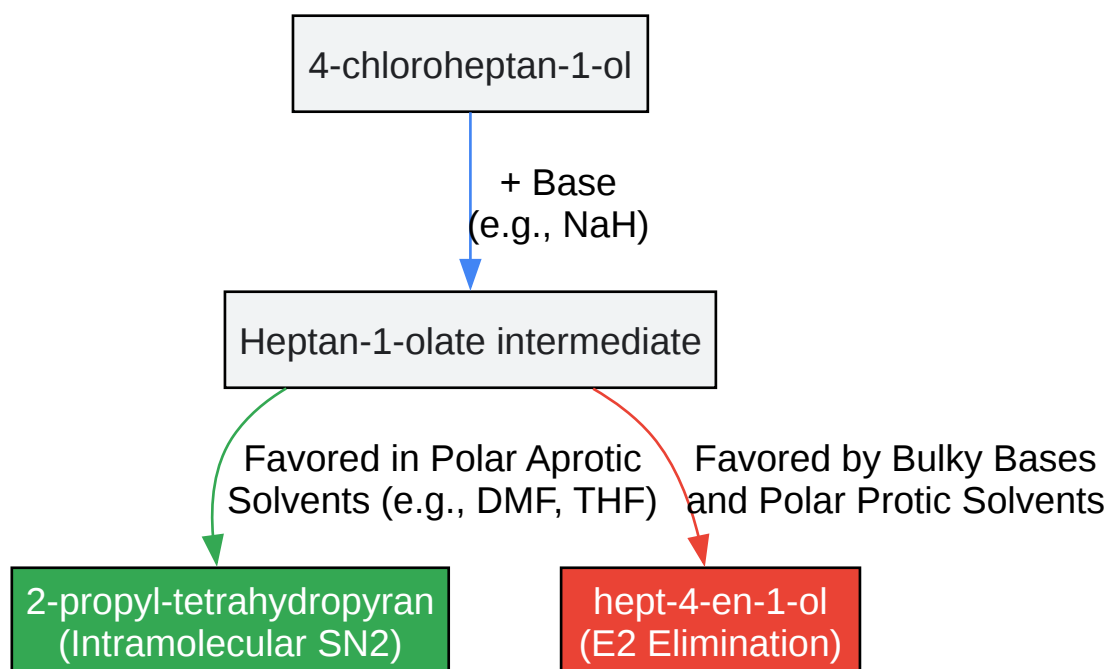 4-chloroheptan-1-ol
+ Base
(e.g., NaH)
Heptan-1-olate intermediate
Favored in Polar Aprotic
Solvents (e.g., DMF, THF)
Favored by Bulky Bases
and Polar Protic Solvents
2-propyl-tetrahydropyran
(Intramolecular SN2)
hept-4-en-1-ol
(E2 Elimination)